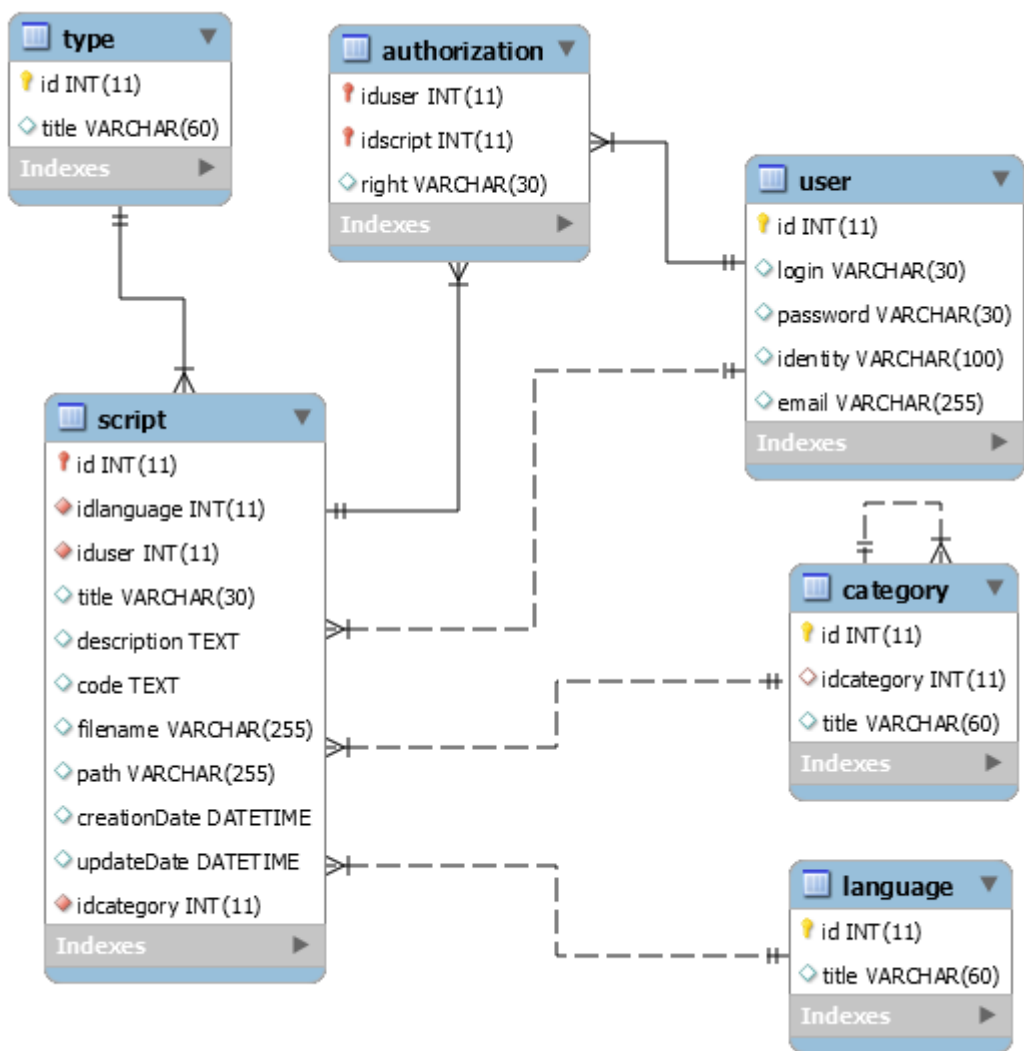 type
id INT(11)
title VARCHAR(60)
Indexes
authorization
iduser INT(11)
idscript INT(11)
right VARCHAR(30)
Indexes
user
id INT(11)
login VARCHAR(30)
password VARCHAR(30)
identity VARCHAR(100)
email VARCHAR(255)
Indexes
script
id INT(11)
idlanguage INT(11)
iduser INT(11)
title VARCHAR(30)
description TEXT
code TEXT
filename VARCHAR(255)
path VARCHAR(255)
creationDate DATETIME
updateDate DATETIME
idcategory INT(11)
Indexes
category
id INT(11)
idcategory INT(11)
title VARCHAR(60)
Indexes
language
id INT(11)
title VARCHAR(60)
Indexes